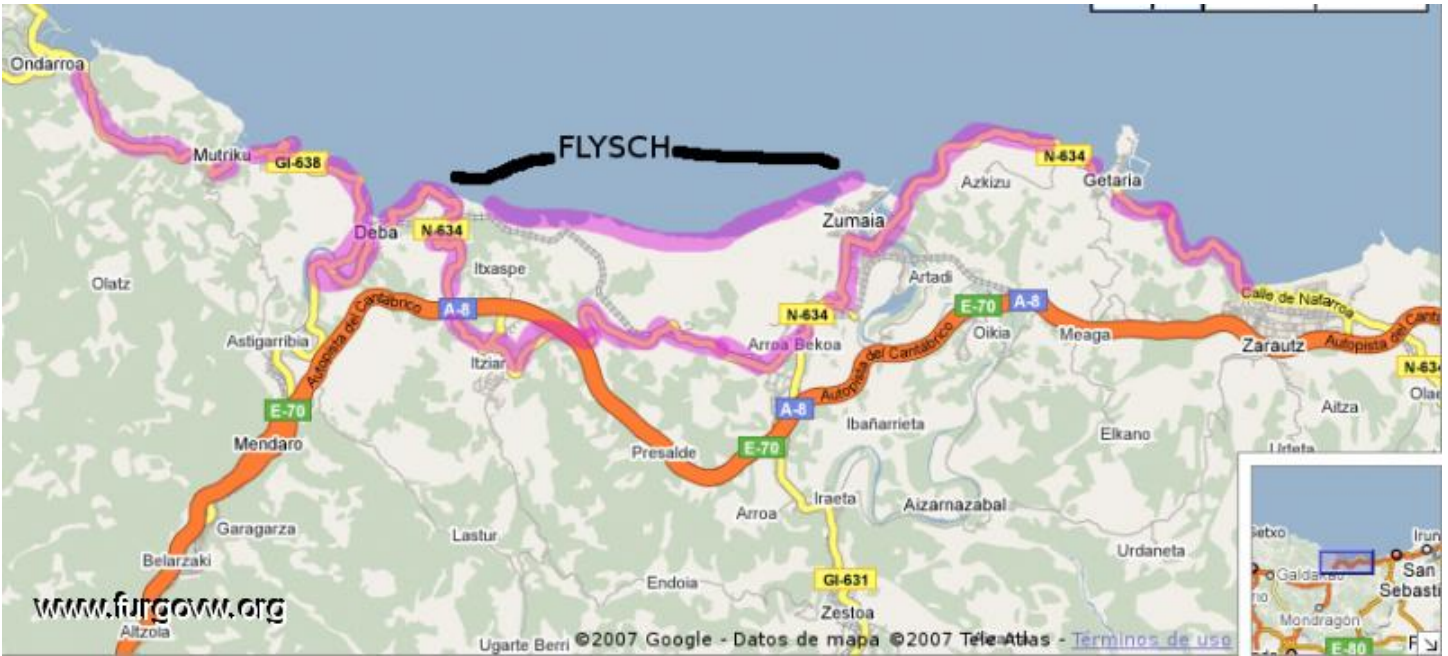 Ondarroa
FLYSCH
Mutriku
GI-638
N-634
Azkizu
Getaria
Deba
N-634
Zumaia
Itxaspe
Olatz
Artadi
Calle de Nafarroa
A-8
N-634
E-70
A-8
Autopista del Cantábrico
Astigarribia
Arroa Bekoa
Oikia
Meaga
Zarautz
Autopista del Cant
Itziar
Autopista del Cantábrico
N-634
E-70
A-8
Ibañarrieta
Aitza
Olae
Mendaro
Presalde
E-70
Elkano
Urdeta
Iraeta
Arroa
Aizarnazabal
Garagarza
Lastur
Urdaneta
Belarzaki
Endoia
GI-631
Zestoa
www.furgovw.org
Altzola
Ugarte Berri
©2007 Google - Datos de mapa ©2007 Tele Atlas - Términos de uso
Irun
San
Sebasti
Mondragón
E-80